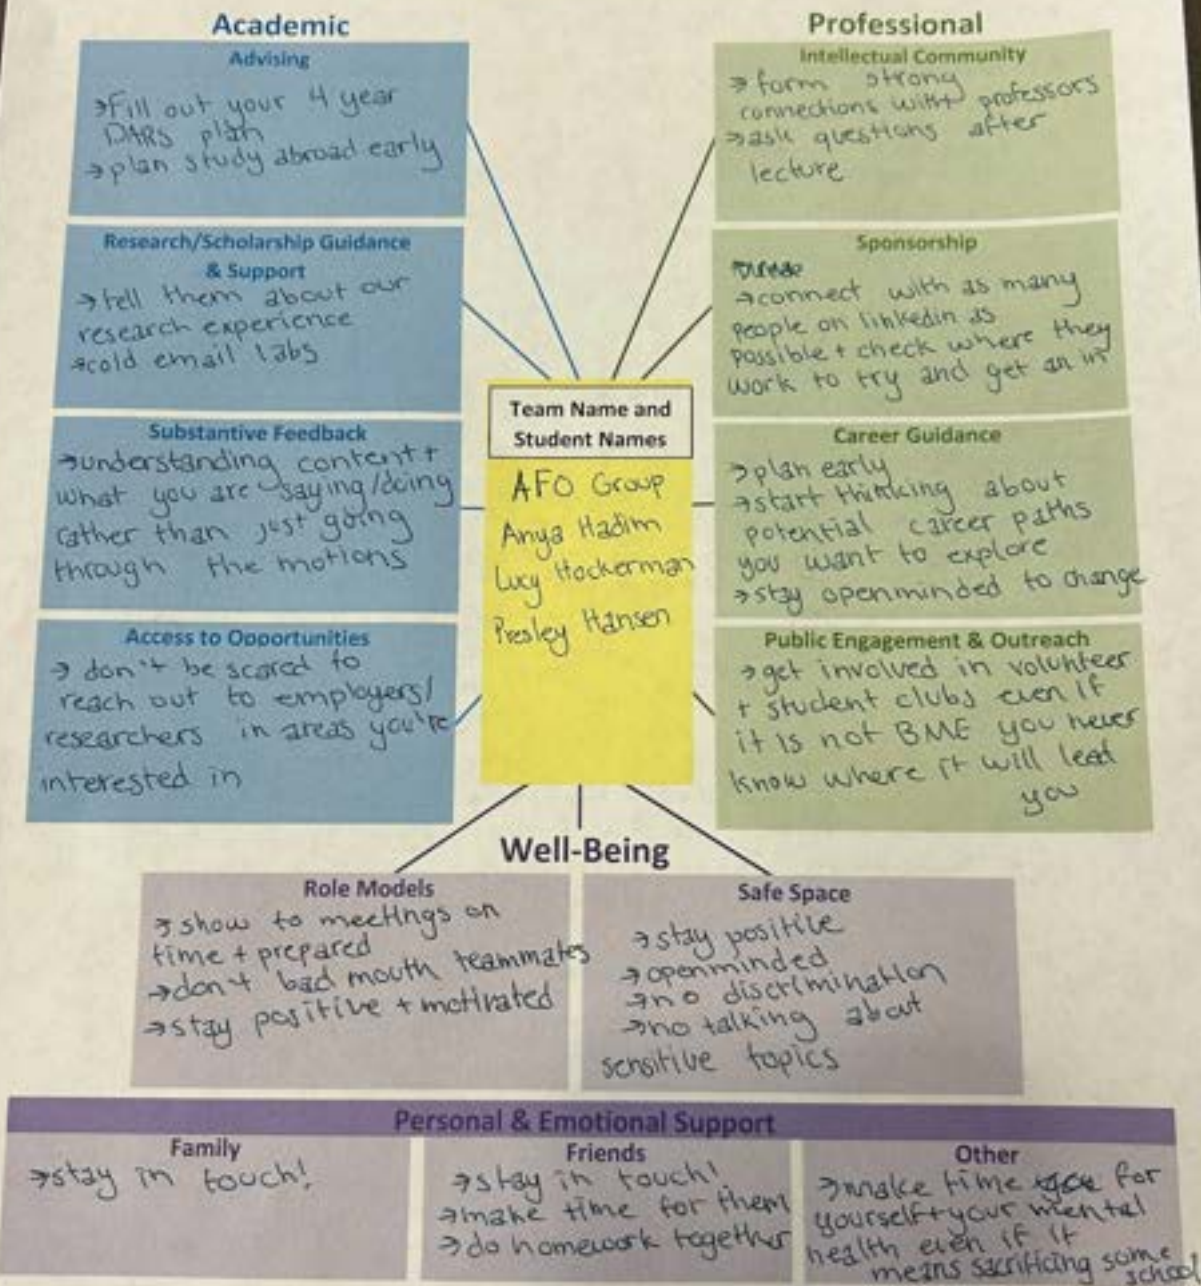 Academic
Advising
→Fill out your 4 year
DARS plan
→plan study abroad early
Research/Scholarship Guidance
& Support
→tell them about our
research experience
→cold email labs
Substantive Feedback
→understanding content +
what you are saying/doing
rather than just going
through the motions
Access to Opportunities
→ don't be scared to
reach out to employers/
researchers in areas you're
interested in
Professional
Intellectual Community
→form strong
connections with professors
→ask questions after
lecture
Sponsorship
→connect with as many
people on linkedin as
possible + check where they
work to try and get an in
Career Guidance
→plan early
→start thinking about
potential career paths
you want to explore
→stay openminded to change
Public Engagement & Outreach
→get involved in volunteer
+ student clubs even if
it is not BME you never
know where it will lead
you
Team Name and
Student Names
AFO Group
Anya Hadim
Lucy Hockerman
Presley Hansen
Well-Being
Role Models
→show to meetings on
time + prepared
→don't bad mouth teammates
→stay positive + motivated
Safe Space
→stay positive
→openminded
→no discrimination
→no talking about
sensitive topics
Personal & Emotional Support
Family
→stay in touch!
Friends
→stay in touch!
→make time for them
→do homework together
Other
→make time for
yourself + your mental
health even if it
means sacrificing some
school